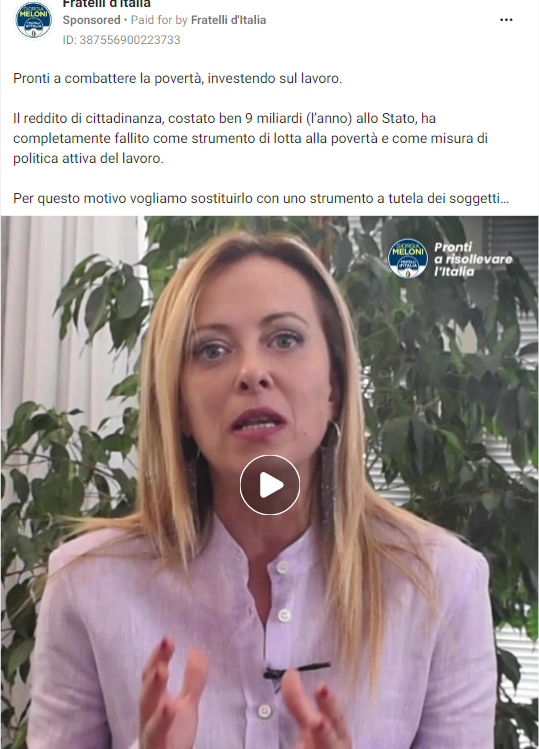 Fratelli d'Italia
Sponsored • Paid for by Fratelli d'Italia
ID: 387556900223733
Pronti a combattere la povertà, investendo sul lavoro.
Il reddito di cittadinanza, costato ben 9 miliardi (l'anno) allo Stato, ha
completamente fallito come strumento di lotta alla povertà e come misura di
politica attiva del lavoro.
Per questo motivo vogliamo sostituirlo con uno strumento a tutela dei soggetti...
GIORGIA
MELONI
FRATELLI
d'ITALIA
Pronti
a risollevare
l'Italia